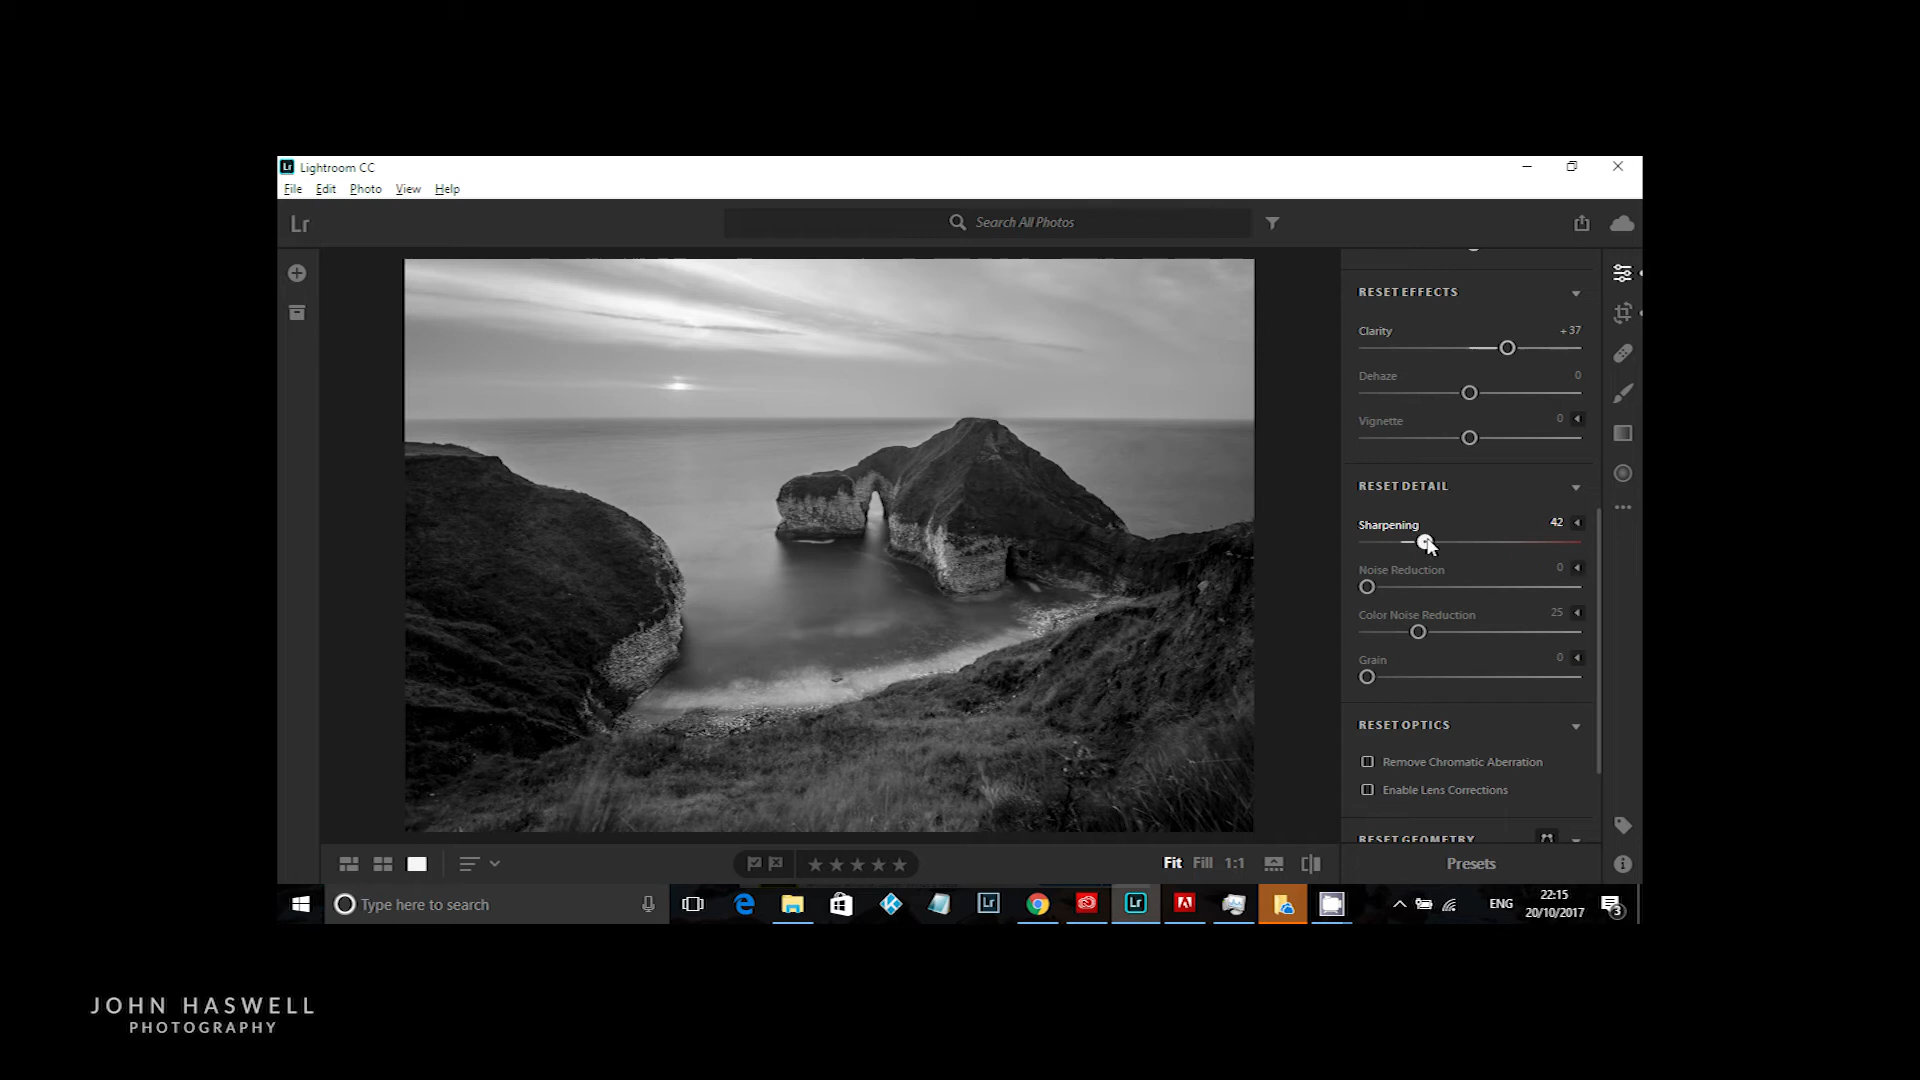 Lightroom CC
File Edit Photo View Help
Lr Search All Photos
RESET EFFECTS
Clarity +37
Dehaze 0
Vignette 0
RESET DETAIL
Sharpening 42
Noise Reduction 0
Color Noise Reduction 25
Grain 0
RESET OPTICS
Remove Chromatic Aberration
Enable Lens Corrections
RESET GEOMETRY
Fit Fill 1:1
Presets
Type here to search
ENG
22:15
20/10/2017
3
JOHN HASWELL
PHOTOGRAPHY